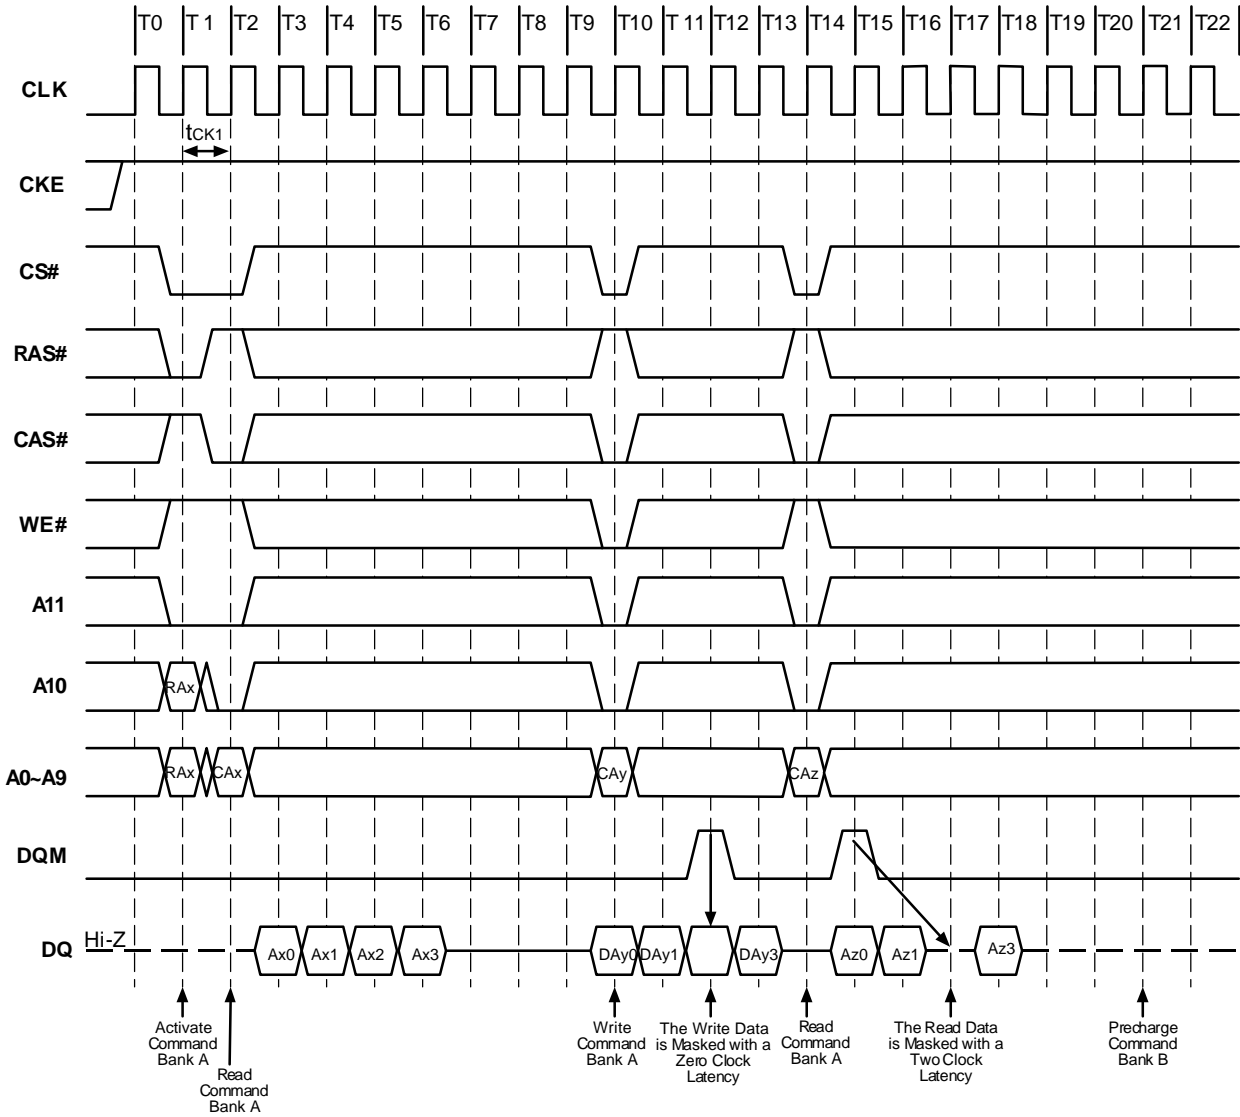 T0 T 1 T2 T3 T4 T5 T6 T7 T8 T9 T10 T 11 T12 T13 T14 T15 T16 T17 T18 T19 T20 T21 T22
CLK
tCK1
CKE
CS#
RAS#
CAS#
WE#
A11
A10 RAx
A0~A9 RAx CAx CAy CAz
DQM
DQ Hi-Z Ax0 Ax1 Ax2 Ax3 DAy0 DAy1 DAy3 Az0 Az1 Az3
Activate
Command
Bank A
Read
Command
Bank A
Write
Command
Bank A
The Write Data
is Masked with a
Zero Clock
Latency
Read
Command
Bank A
The Read Data
is Masked with a
Two Clock
Latency
Precharge
Command
Bank B